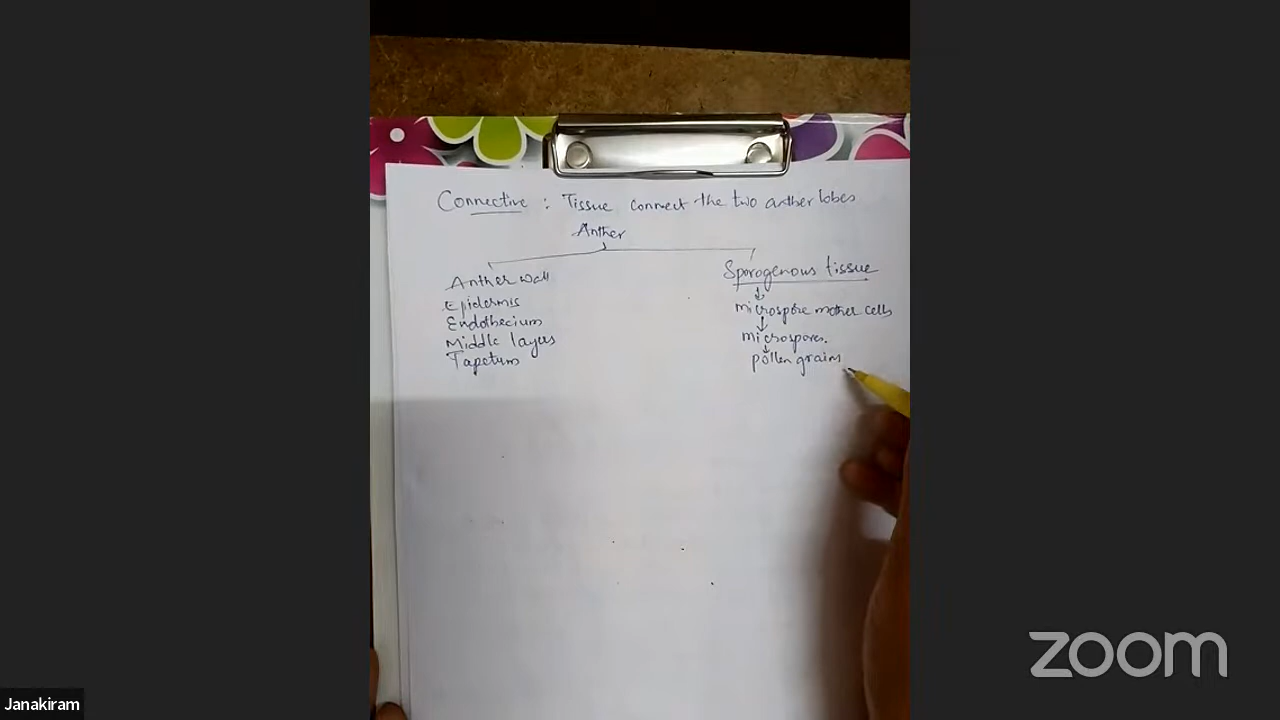 Connective : Tissue connect the two anther lobes
Anther
Anther wall
Epidermis
Endothecium
Middle layers
Tapetum
Sporogenous tissue
↓
microspore mother cells
↓
microspores.
↓
pollen grains
zoom
Janakiram